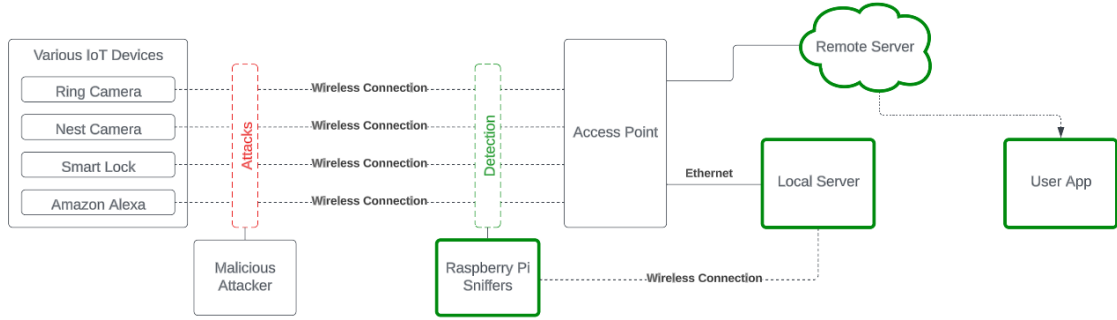 Various IoT Devices
Ring Camera
Nest Camera
Smart Lock
Amazon Alexa
Attacks
Malicious
Attacker
Wireless Connection
Wireless Connection
Wireless Connection
Wireless Connection
Detection
Raspberry Pi
Sniffers
Access Point
Remote Server
Ethernet
Local Server
Wireless Connection
User App